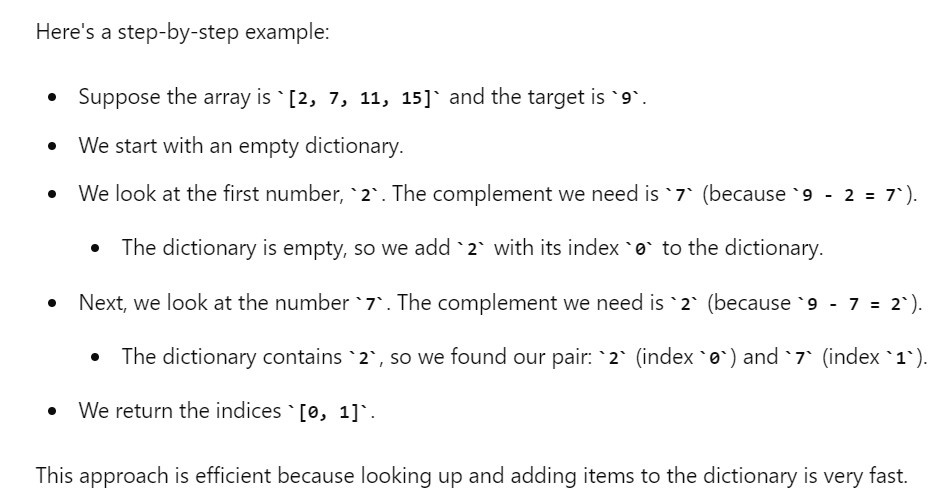 Here's a step-by-step example:
• Suppose the array is `[2, 7, 11, 15]` and the target is `9`.
• We start with an empty dictionary.
• We look at the first number, `2`. The complement we need is `7` (because `9 - 2 = 7`).
• The dictionary is empty, so we add `2` with its index `0` to the dictionary.
• Next, we look at the number `7`. The complement we need is `2` (because `9 - 7 = 2`).
• The dictionary contains `2`, so we found our pair: `2` (index `0`) and `7` (index `1`).
• We return the indices `[0, 1]`.
This approach is efficient because looking up and adding items to the dictionary is very fast.